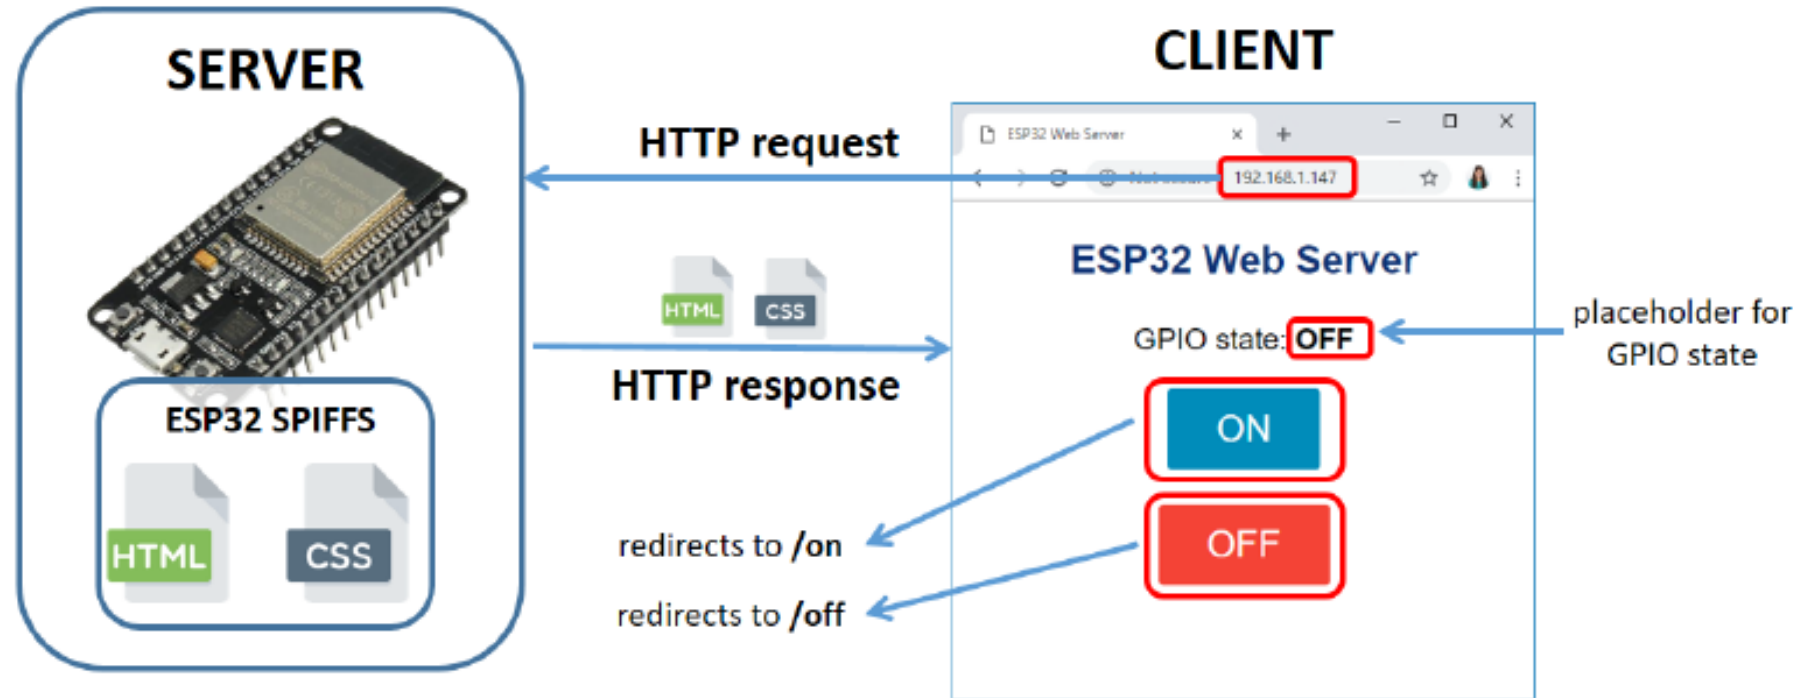 SERVER
ESP32 SPIFFS
HTML
CSS
HTTP request
HTML
CSS
HTTP response
redirects to /on
redirects to /off
CLIENT
ESP32 Web Server
192.168.1.147
ESP32 Web Server
GPIO state: OFF
ON
OFF
placeholder for
GPIO state